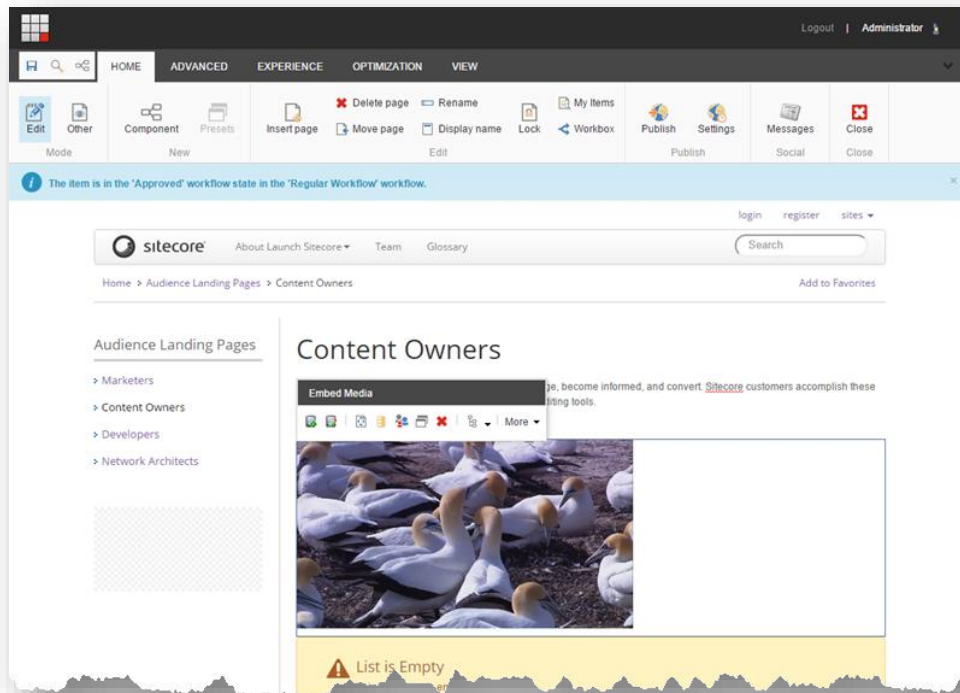 Logout | Administrator
HOME ADVANCED EXPERIENCE OPTIMIZATION VIEW
Edit Other Component Presets Insert page Delete page Rename Lock My Items Publish Settings Messages Close
Move page Display name Workbox
Mode New Edit Publish Social Close
The item is in the 'Approved' workflow state in the 'Regular Workflow' workflow.
login register sites
sitecore About Launch Sitecore Team Glossary Search
Home > Audience Landing Pages > Content Owners Add to Favorites
Audience Landing Pages
> Marketers
> Content Owners
> Developers
> Network Architects
Content Owners
become informed, and convert. Sitecore customers accomplish these
tools.
Embed Media
More
List is Empty